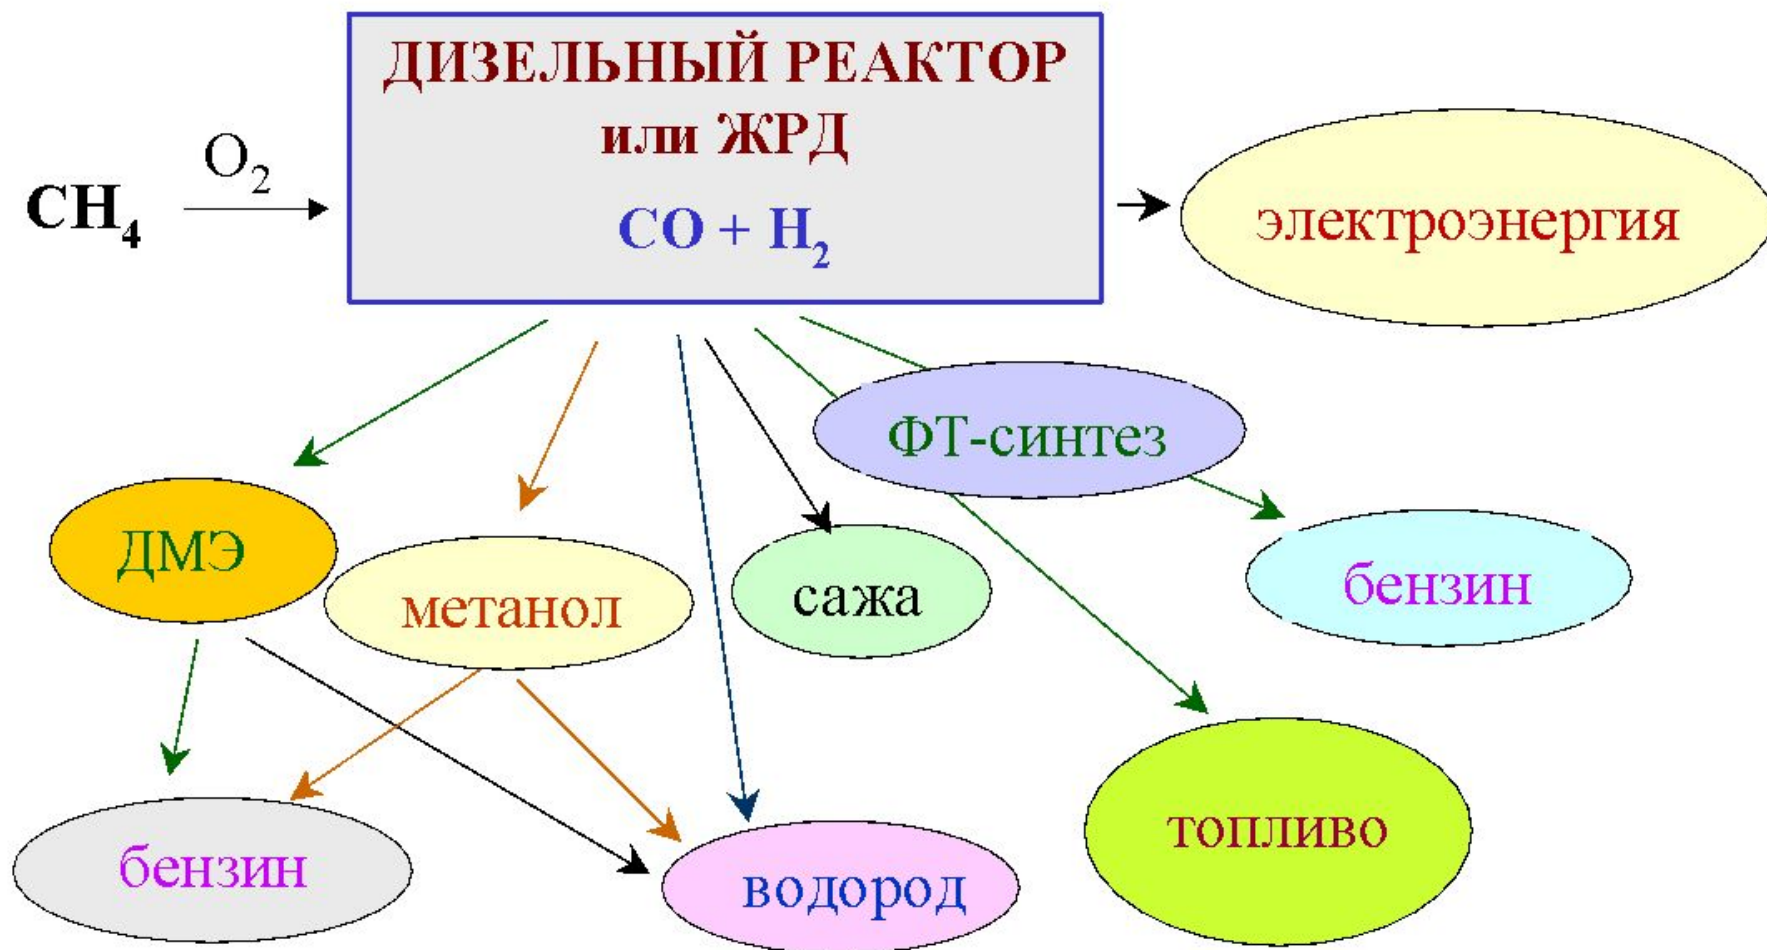 ДИЗЕЛЬНЫЙ РЕАКТОР
или ЖРД
CH₄
O₂
CO + H₂
электроэнергия
ФТ-синтез
ДМЭ
метанол
сажа
бензин
бензин
водород
топливо